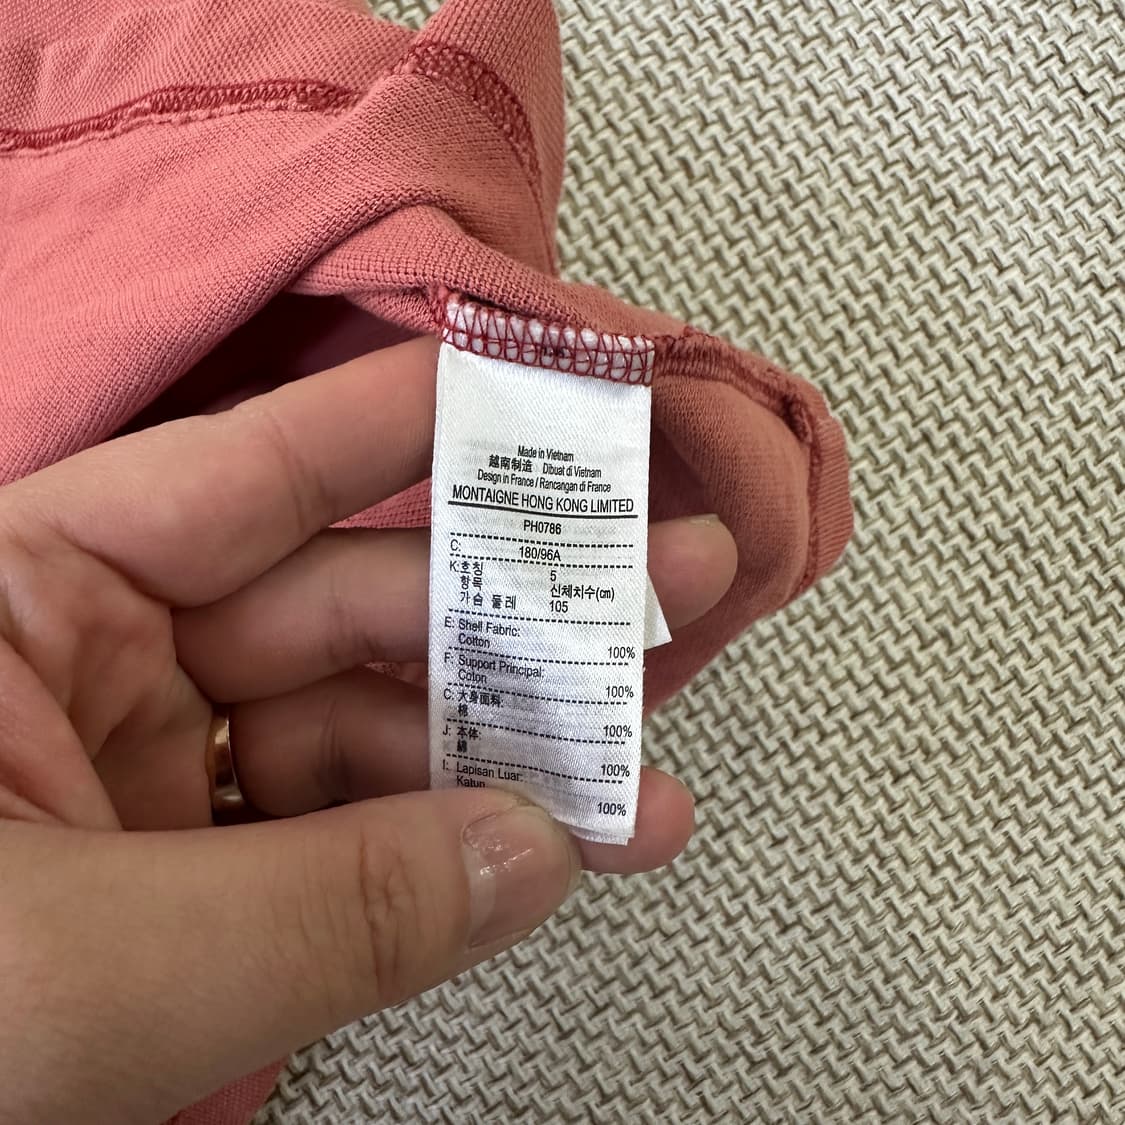 Made in Vietnam
越南制造 Dibuat di Vietnam
Design in France / Rancangan di France
MONTAIGNE HONG KONG LIMITED
PH0786
C: 180/96A
K: 호칭 5
항목 신체치수(cm)
가슴 둘레 105
E: Shell Fabric:
Cotton 100%
F: Support Principal:
Coton 100%
C: 大身面料:
棉 100%
J: 本体:
綿 100%
I: Lapisan Luar:
Katun 100%